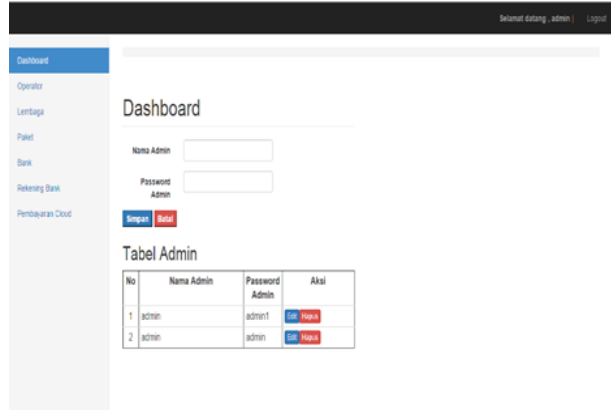 Selamat datang , admin | Logout
Dashboard
Operator
Lembaga
Paket
Bank
Rekening Bank
Pembayaran Cloud
Dashboard
Nama Admin
Password
Admin
Simpan Batal
Tabel Admin
No Nama Admin Password Admin Aksi
1 admin admin1 Edit Hapus
2 admin admin Edit Hapus